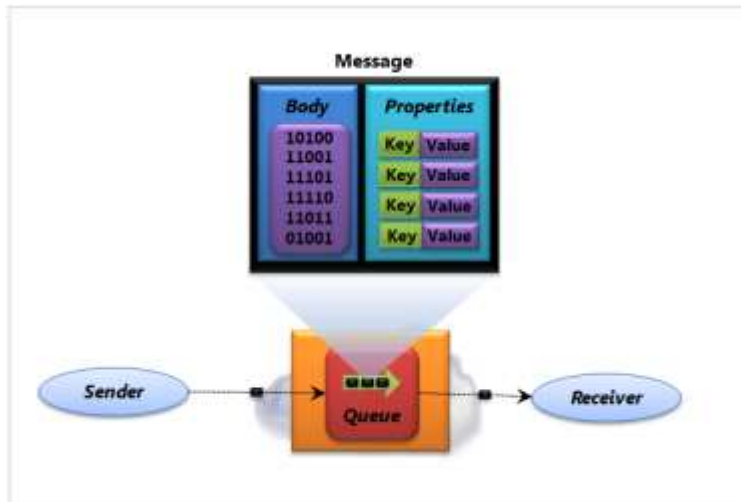 Message
Body
Properties
10100
11001
11101
11110
11011
01001
Key Value
Key Value
Key Value
Key Value
Sender
Queue
Receiver